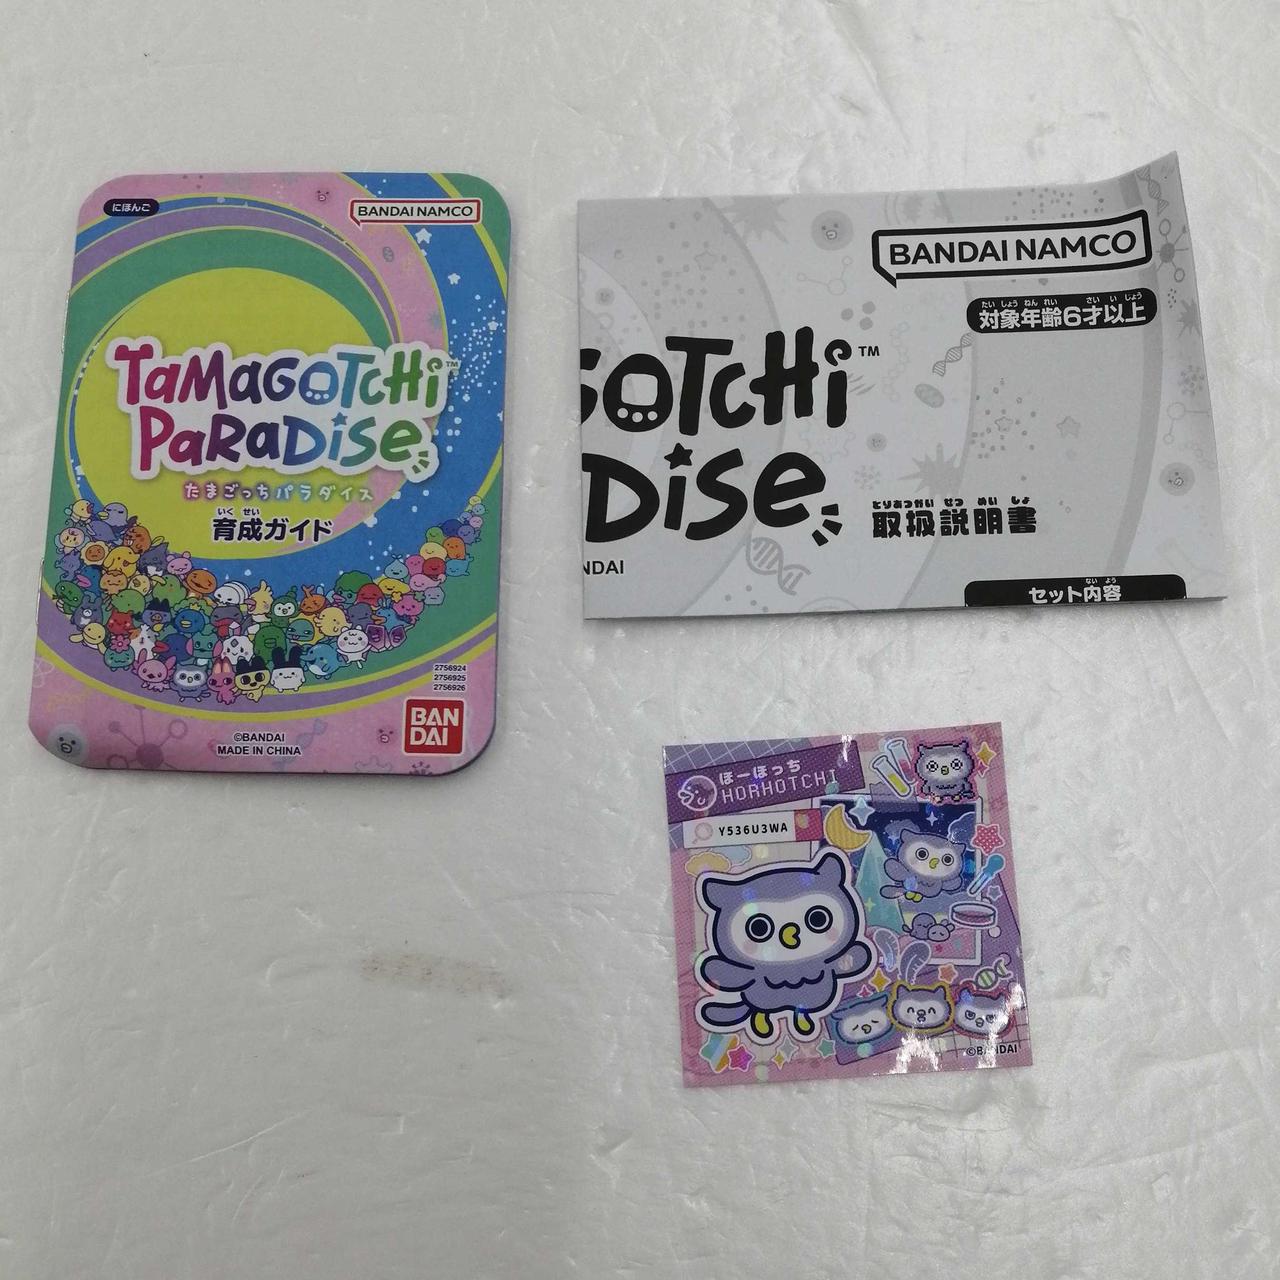 にほんご
BANDAI NAMCO
TAMAGOTCHI™
PARADISE
たまごっちパラダイス
いくせい
育成ガイド
2756924
2756925
2756926
©BANDAI
MADE IN CHINA
BAN
DAI
BANDAI NAMCO
たいしょうねんれい さいいじょう
対象年齢6才以上
GOTCHI™
DISE
とりあつかいせつめいしょ
取扱説明書
NDAI
ないよう
セット内容
ほーほっち
HORHOTCHI
Y536U3WA
©BANDAI